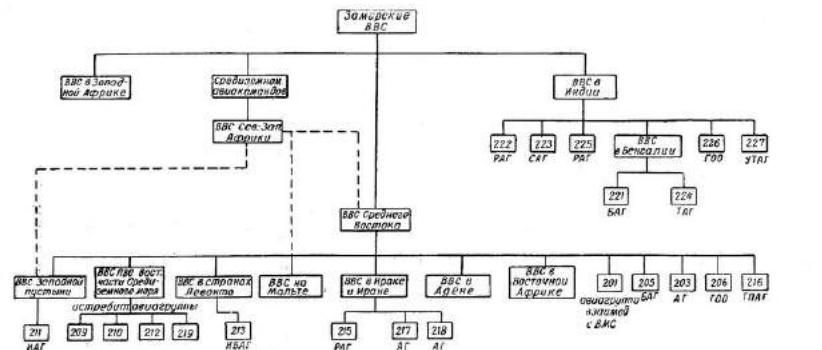 Заморские
ВВС
ВВС в Запад-
ной Африке
Средиземном.
авиакомандов.
ВВС в
Индии
ВВС Сев-Зап.
Африки
222
223
225
ВВС
в Бенгалии
226
227
РАГ
САГ
РАГ
ГОО
УТАГ
221
224
БАГ
ТАГ
ВВС Среднего
Востока
ВВС Западной
пустыни
ВВС ПВО Вост.
части Среди-
земного моря
ВВС в странах
Леванта
ВВС на
Мальте
ВВС в Ираке
и Иране
ВВС в
Адене
ВВС в
Восточной
Африке
201
205
203
206
216
авиагруппа
взаимод.
с ВМС
БАГ
АГ
ГОО
ТПАГ
истребит. авиагруппы
211
209
210
212
219
213
215
217
218
ИАГ
ИБАГ
РАГ
АГ
АГ